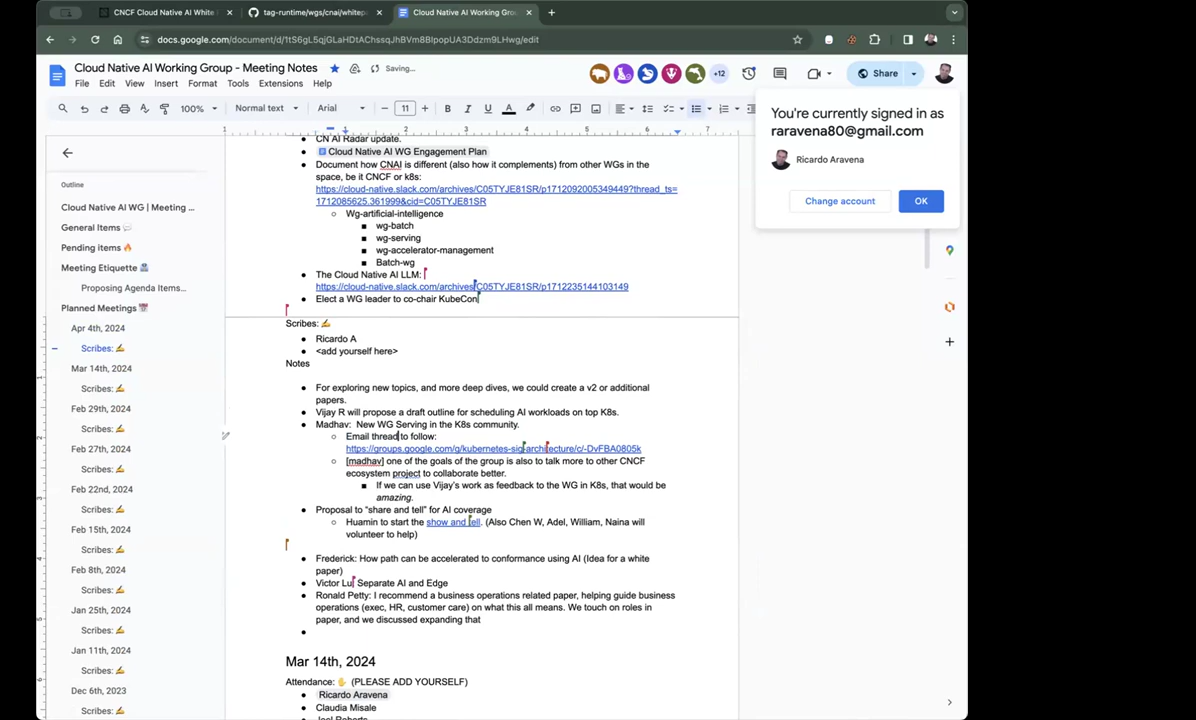 CNCF Cloud Native AI White
tag-runtime/wgs/cnai/whitep
Cloud Native AI Working Grou
docs.google.com/document/d/1tS6gL5qjGLaHDtAChssqJhBVm8BIpopUA3Ddzm9LHwg/edit
Cloud Native AI Working Group - Meeting Notes
Saving...
File Edit View Insert Format Tools Extensions Help
+12
Share
100%
Normal text
Arial
11
You're currently signed in as
raravena80@gmail.com
Ricardo Aravena
Change account
OK
1 2 3 4 5 6 7
Outline
Cloud Native AI WG | Meeting ...
General Items
Pending items
Meeting Etiquette
Proposing Agenda Items...
Planned Meetings
Apr 4th, 2024
Scribes:
Mar 14th, 2024
Scribes:
Feb 29th, 2024
Scribes:
Feb 27th, 2024
Scribes:
Feb 22nd, 2024
Scribes:
Feb 15th, 2024
Scribes:
Feb 8th, 2024
Scribes:
Jan 25th, 2024
Scribes:
Jan 11th, 2024
Scribes:
Dec 6th, 2023
Scribes:
CN AI Radar update.
Cloud Native AI WG Engagement Plan
Document how CNAI is different (also how it complements) from other WGs in the
space, be it CNCF or k8s:
https://cloud-native.slack.com/archives/C05TYJE81SR/p1712092005349449?thread_ts=
1712085625.361999&cid=C05TYJE81SR
Wg-artificial-intelligence
wg-batch
wg-serving
wg-accelerator-management
Batch-wg
The Cloud Native AI LLM:
https://cloud-native.slack.com/archives/C05TYJE81SR/p1712235144103149
Elect a WG leader to co-chair KubeCon
Scribes:
Ricardo A
<add yourself here>
Notes
For exploring new topics, and more deep dives, we could create a v2 or additional
papers.
Vijay R will propose a draft outline for scheduling AI workloads on top K8s.
Madhav: New WG Serving in the K8s community.
Email thread to follow:
https://groups.google.com/g/kubernetes-sig-architecture/c/-DvFBA0805k
[madhav] one of the goals of the group is also to talk more to other CNCF
ecosystem project to collaborate better.
If we can use Vijay's work as feedback to the WG in K8s, that would be
amazing.
Proposal to “share and tell” for AI coverage
Huamin to start the show and tell. (Also Chen W, Adel, William, Naina will
volunteer to help)
Frederick: How path can be accelerated to conformance using AI (Idea for a white
paper)
Victor Lu: Separate AI and Edge
Ronald Petty: I recommend a business operations related paper, helping guide business
operations (exec, HR, customer care) on what this all means. We touch on roles in
paper, and we discussed expanding that
Mar 14th, 2024
Attendance: (PLEASE ADD YOURSELF)
Ricardo Aravena
Claudia Misale
Joel Roberts